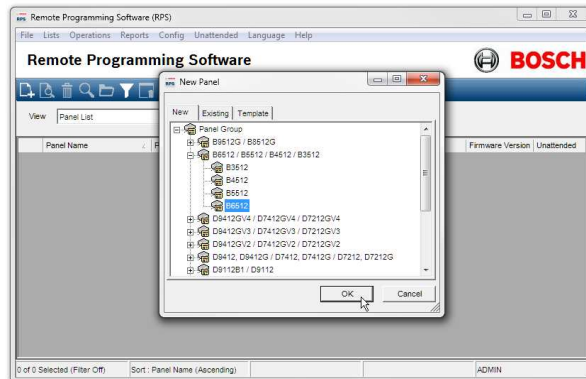 RPS Remote Programming Software (RPS)
File Lists Operations Reports Config Unattended Language Help
Remote Programming Software
BOSCH
RPS New Panel
View Panel List
New Existing Template
Panel Group
Panel Name
Firmware Version Unattended
B9512G / B8512G
B6512 / B5512 / B4512 / B3512
B3512
B4512
B5512
B6512
D9412GV4 / D7412GV4 / D7212GV4
D9412GV3 / D7412GV3 / D7212GV3
D9412GV2 / D7412GV2 / D7212GV2
D9412, D9412G / D7412, D7412G / D7212, D7212G
D9112B1 / D9112
OK Cancel
0 of 0 Selected (Filter Off) Sort : Panel Name (Ascending) ADMIN